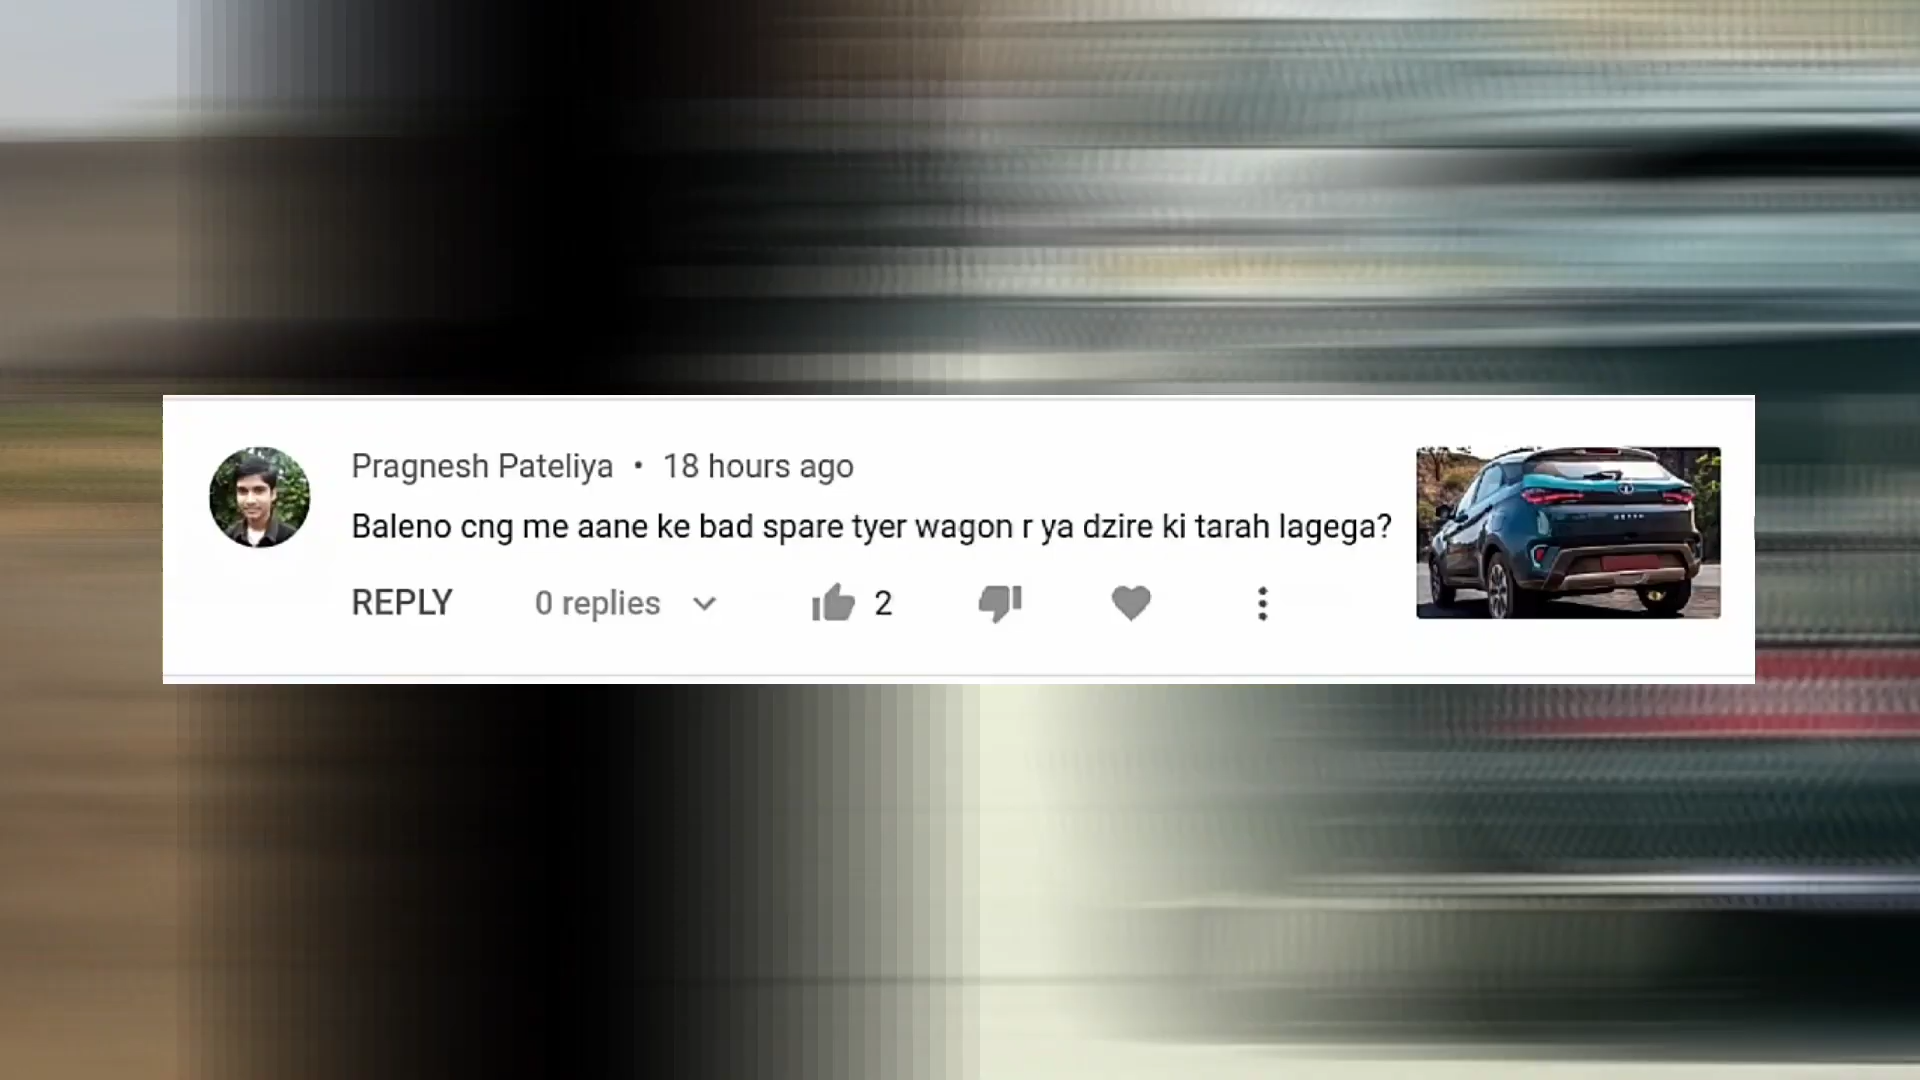 Pragnesh Pateliya • 18 hours ago
Baleno cng me aane ke bad spare tyer wagon r ya dzire ki tarah lagega?
REPLY 0 replies 2